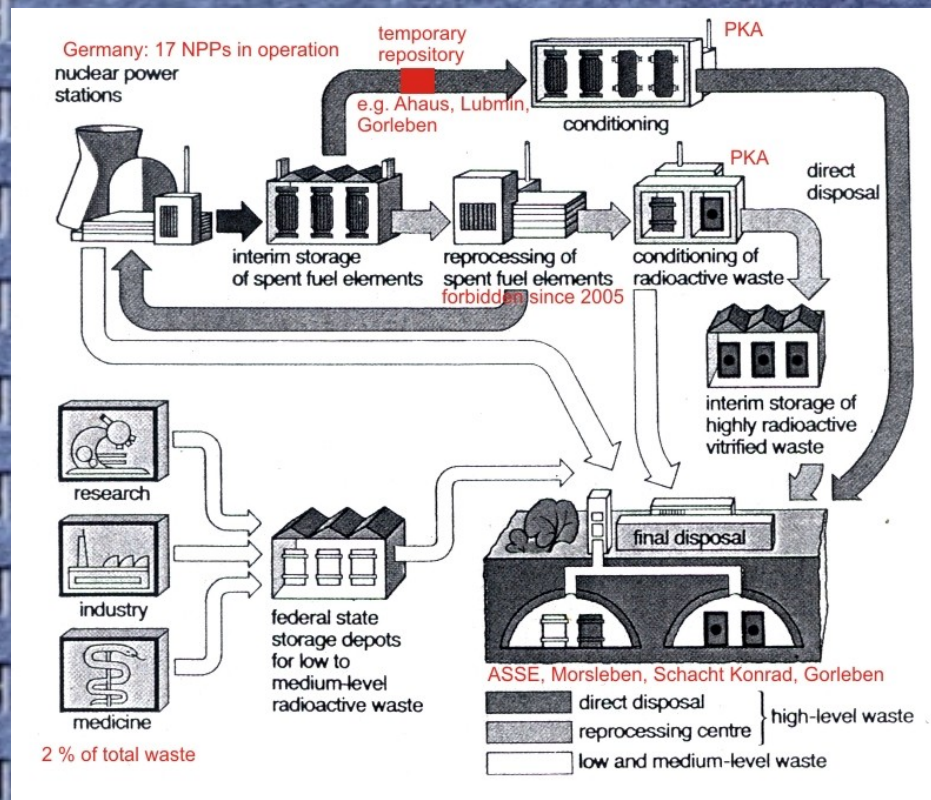 Germany: 17 NPPs in operation
nuclear power
stations
temporary
repository
e.g. Ahaus, Lubmin,
Gorleben
PKA
conditioning
PKA
direct
disposal
interim storage
of spent fuel elements
reprocessing of
spent fuel elements
forbidden since 2005
conditioning of
radioactive waste
interim storage of
highly radioactive
vitrified waste
research
industry
medicine
2 % of total waste
federal state
storage depots
for low to
medium-level
radioactive waste
final disposal
ASSE, Morsleben, Schacht Konrad, Gorleben
direct disposal
reprocessing centre
high-level waste
low and medium-level waste